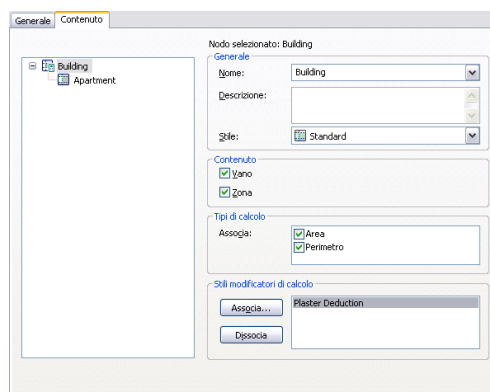 Generale Contenuto
Nodo selezionato: Building
Building
Apartment
Generale
Nome: Building
Descrizione:
Stile: Standard
Contenuto
Vano
Zona
Tipi di calcolo
Associa: Area
Perimetro
Stili modificatori di calcolo
Associa... Plaster Deduction
Dissocia